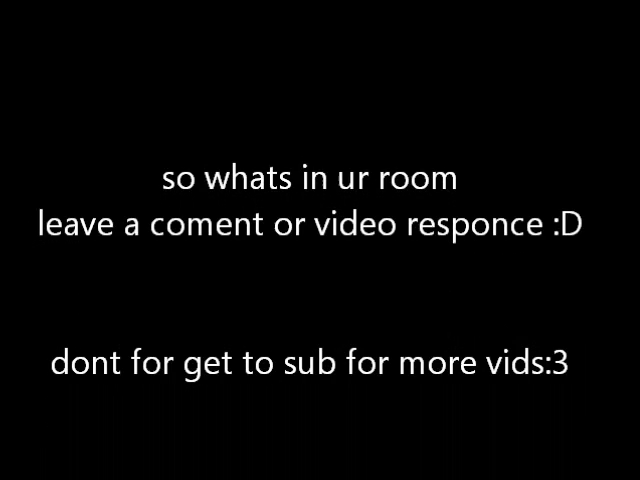 so whats in ur room
leave a coment or video responce :D
dont for get to sub for more vids:3